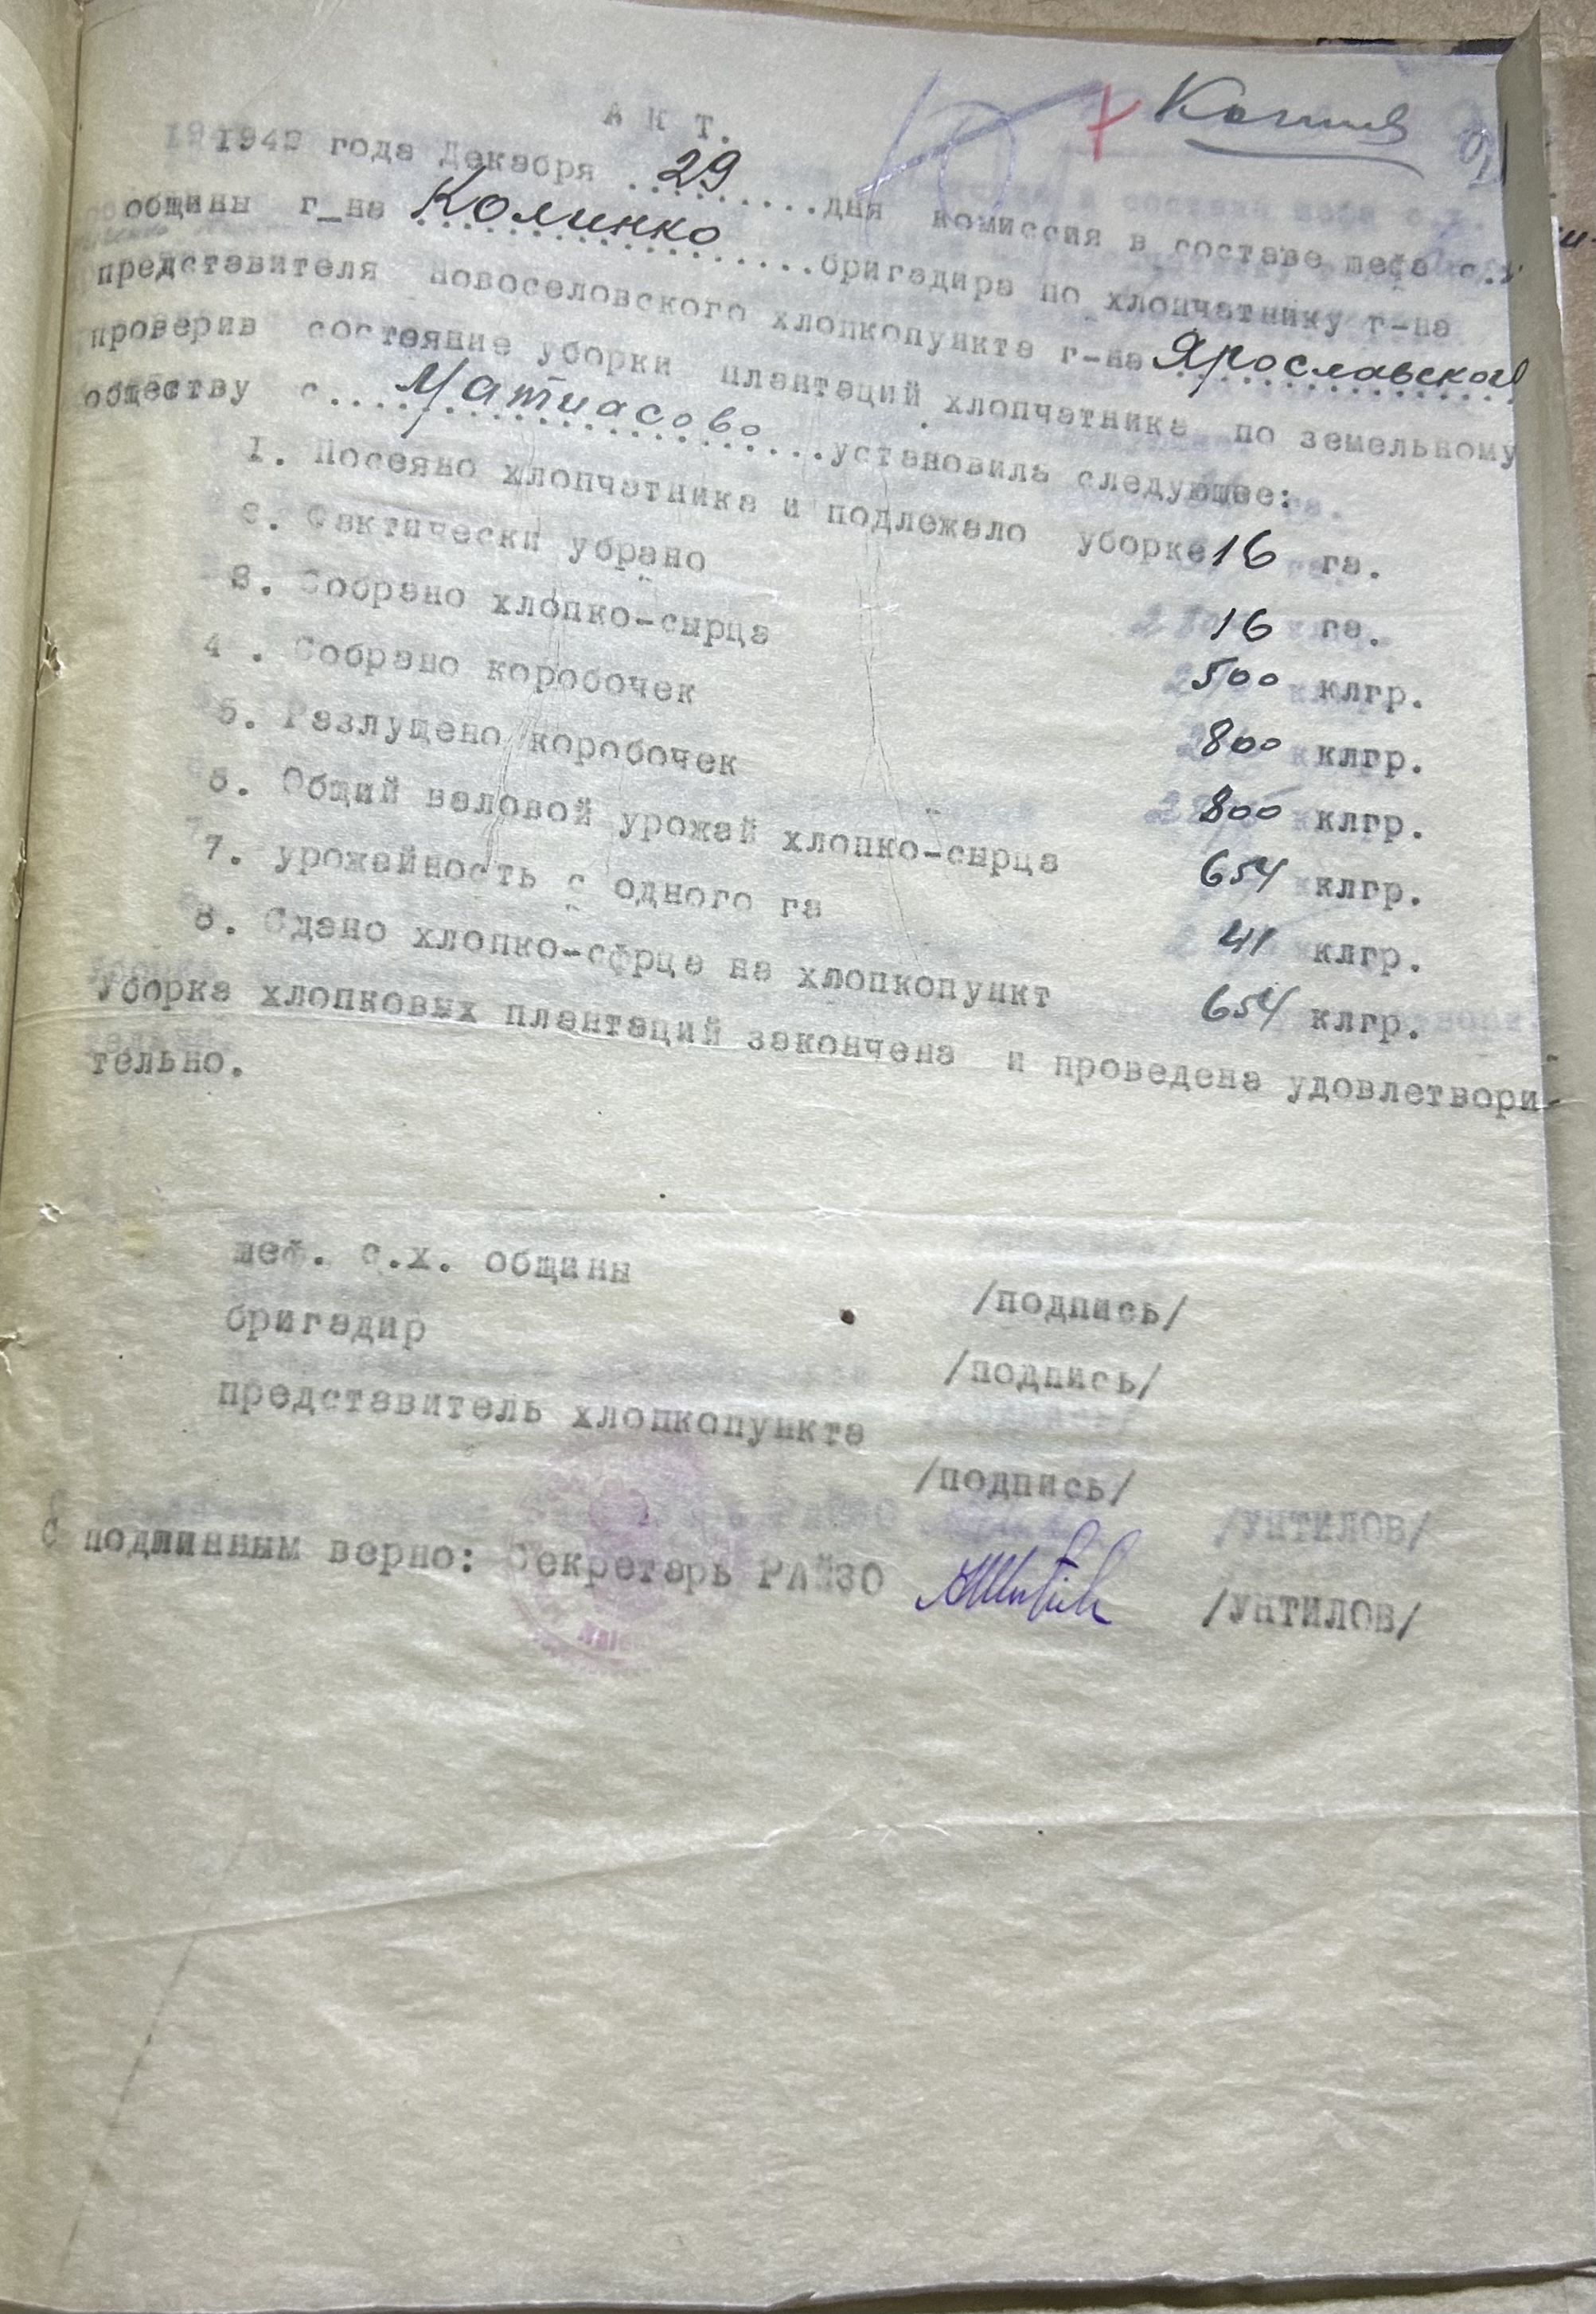 А К Т.
1942 года Декабря ..29......дня комиссия в составе шефа с.х
общины г_на Колинко бригадира по хлопчатнику г-на
представителя Новоселовского хлопкопункта г-на Ярославского
проверив состояние уборки плантаций хлопчатника по земельному
обществу с. Матиасово установила следующее:
1. Посеяно хлопчатника и подлежало уборке 16 га.
2. Фактически убрано 16 га.
3. Собрано хлопко-сырца 500 клгр.
4. Собрано коробочек 800 клгр.
5. Разлущено коробочек 800 клгр.
6. Общий валовой урожай хлопко-сырца 654 клгр.
7. урожайность с одного га 41 клгр.
8. Сдано хлопко-сфрца на хлопкопункт 654 клгр.
Уборка хлопковых плантаций закончена и проведена удовлетвори-
тельно.
шеф. с.х. общины /подпись/
бригадир /подпись/
представитель хлопкопункта
/подпись/
С подлинным верно: Секретарь РАЙЗО /УНТИЛОВ/